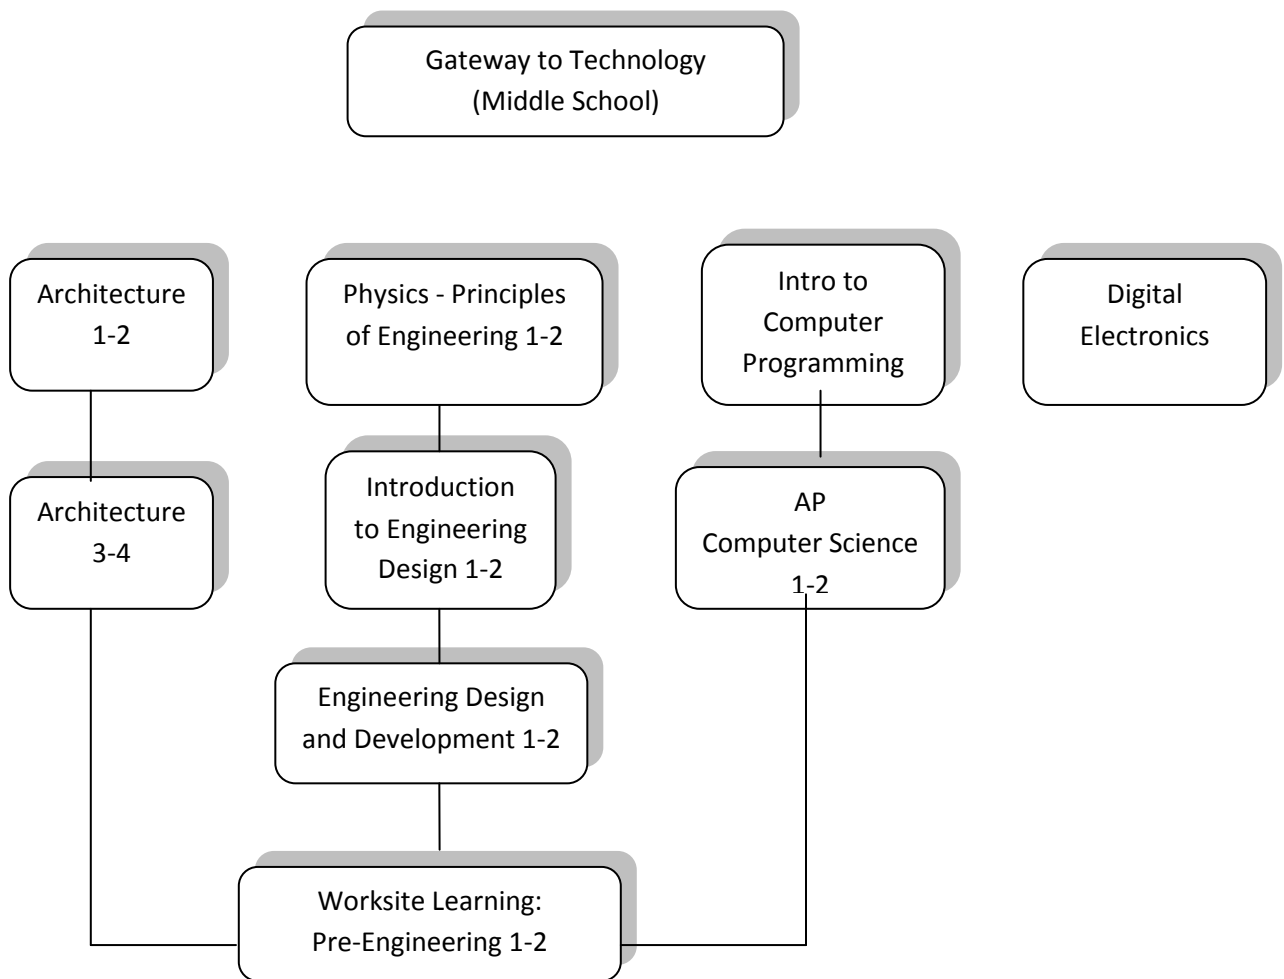 Gateway to Technology
(Middle School)
Architecture
1-2
Physics - Principles
of Engineering 1-2
Intro to
Computer
Programming
Digital
Electronics
Architecture
3-4
Introduction
to Engineering
Design 1-2
AP
Computer Science
1-2
Engineering Design
and Development 1-2
Worksite Learning:
Pre-Engineering 1-2